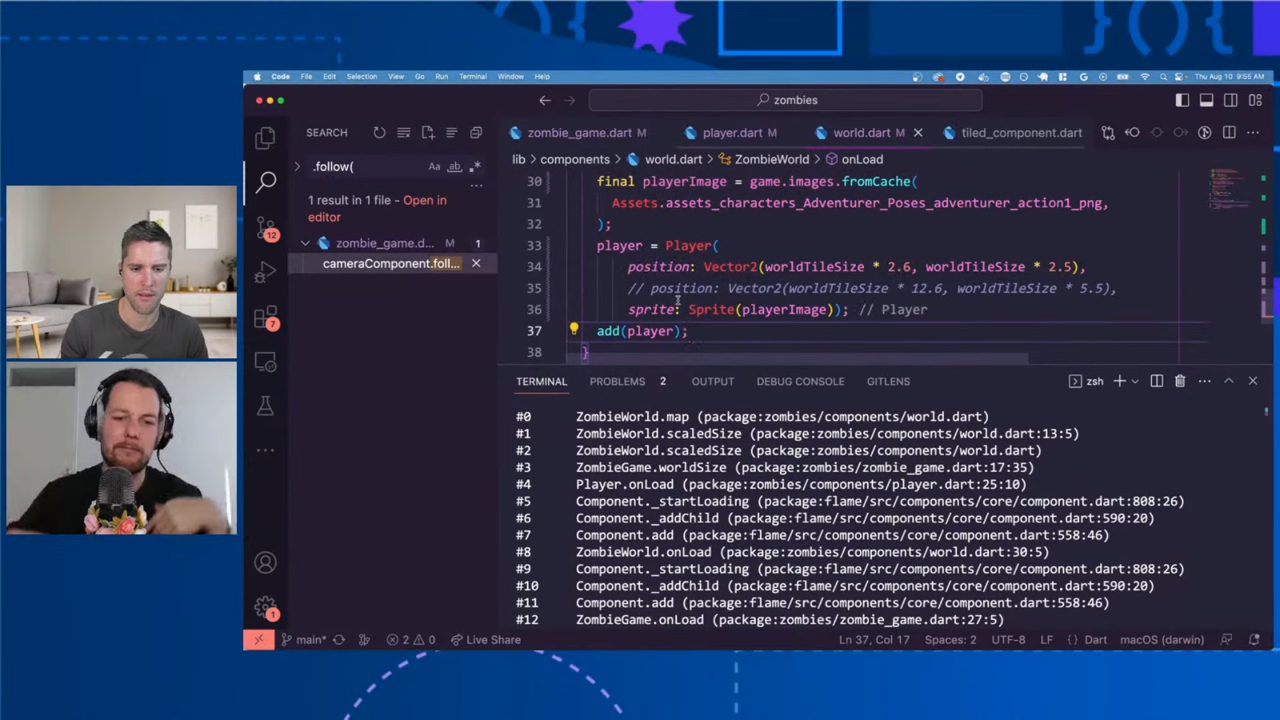 Code File Edit Selection View Go Run Terminal Window Help
Thu Aug 10 9:55 AM
zombies
SEARCH
zombie_game.dart M
player.dart M
world.dart M
tiled_component.dart
.follow(
Aa ab
lib > components > world.dart > ZombieWorld > onLoad
1 result in 1 file - Open in
editor
zombie_game.d... M 1
cameraComponent.foll...
30 final playerImage = game.images.fromCache(
31 Assets.assets_characters_Adventurer_Poses_adventurer_action1_png,
32 );
33 player = Player(
34 position: Vector2(worldTileSize * 2.6, worldTileSize * 2.5),
35 // position: Vector2(worldTileSize * 12.6, worldTileSize * 5.5),
36 sprite: Sprite(playerImage)); // Player
37 add(player);
38 }
12
7
1
TERMINAL PROBLEMS 2 OUTPUT DEBUG CONSOLE GITLENS
zsh
#0 ZombieWorld.map (package:zombies/components/world.dart)
#1 ZombieWorld.scaledSize (package:zombies/components/world.dart:13:5)
#2 ZombieWorld.scaledSize (package:zombies/components/world.dart)
#3 ZombieGame.worldSize (package:zombies/zombie_game.dart:17:35)
#4 Player.onLoad (package:zombies/components/player.dart:25:10)
#5 Component._startLoading (package:flame/src/components/core/component.dart:808:26)
#6 Component._addChild (package:flame/src/components/core/component.dart:590:20)
#7 Component.add (package:flame/src/components/core/component.dart:558:46)
#8 ZombieWorld.onLoad (package:zombies/components/world.dart:30:5)
#9 Component._startLoading (package:flame/src/components/core/component.dart:808:26)
#10 Component._addChild (package:flame/src/components/core/component.dart:590:20)
#11 Component.add (package:flame/src/components/core/component.dart:558:46)
#12 ZombieGame.onLoad (package:zombies/zombie_game.dart:27:5)
main* 2 0 Live Share
Ln 37, Col 17 Spaces: 2 UTF-8 LF { } Dart macOS (darwin)